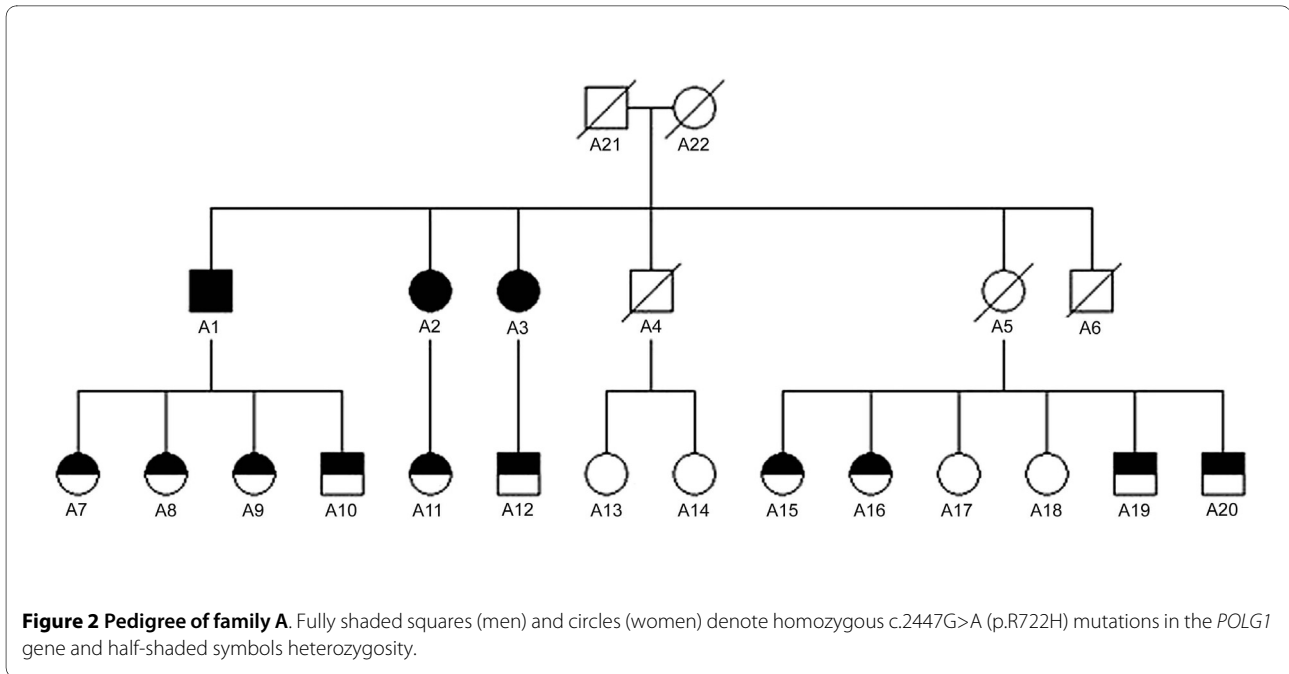 A21 A22
A1 A2 A3 A4 A5 A6
A7 A8 A9 A10 A11 A12 A13 A14 A15 A16 A17 A18 A19 A20
Figure 2 Pedigree of family A. Fully shaded squares (men) and circles (women) denote homozygous c.2447G>A (p.R722H) mutations in the POLG1
gene and half-shaded symbols heterozygosity.